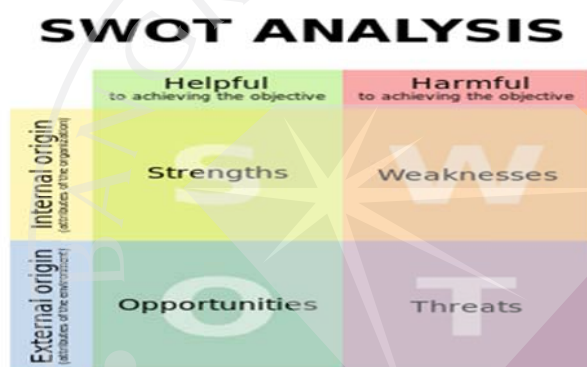 SWOT ANALYSIS
Helpful
to achieving the objective
Harmful
to achieving the objective
Internal origin
(attributes of the organization)
S
Strengths
W
Weaknesses
External origin
(attributes of the environment)
O
Opportunities
T
Threats